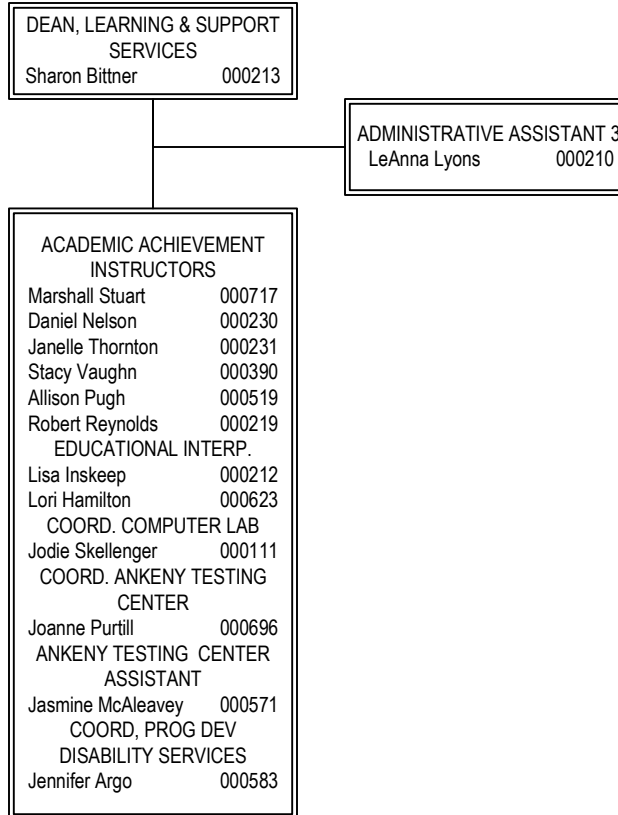 DEAN, LEARNING & SUPPORT
SERVICES
Sharon Bittner 000213
ADMINISTRATIVE ASSISTANT 3
LeAnna Lyons 000210
ACADEMIC ACHIEVEMENT
INSTRUCTORS
Marshall Stuart 000717
Daniel Nelson 000230
Janelle Thornton 000231
Stacy Vaughn 000390
Allison Pugh 000519
Robert Reynolds 000219
EDUCATIONAL INTERP.
Lisa Inskeep 000212
Lori Hamilton 000623
COORD. COMPUTER LAB
Jodie Skellenger 000111
COORD. ANKENY TESTING
CENTER
Joanne Purtill 000696
ANKENY TESTING CENTER
ASSISTANT
Jasmine McAleavey 000571
COORD, PROG DEV
DISABILITY SERVICES
Jennifer Argo 000583